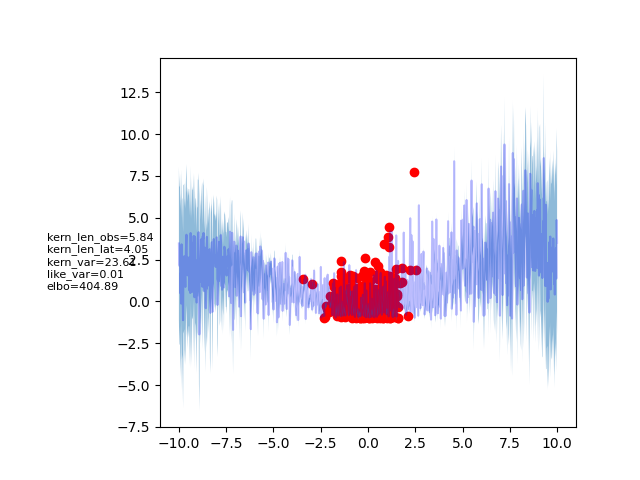 12.5
10.0
7.5
5.0
kern_len_obs=5.84
kern_len_lat=4.05
kern_var=23.61
2.5
like_var=0.01
elbo=404.89
0.0
−2.5
−5.0
−7.5
−10.0 −7.5 −5.0 −2.5 0.0 2.5 5.0 7.5 10.0